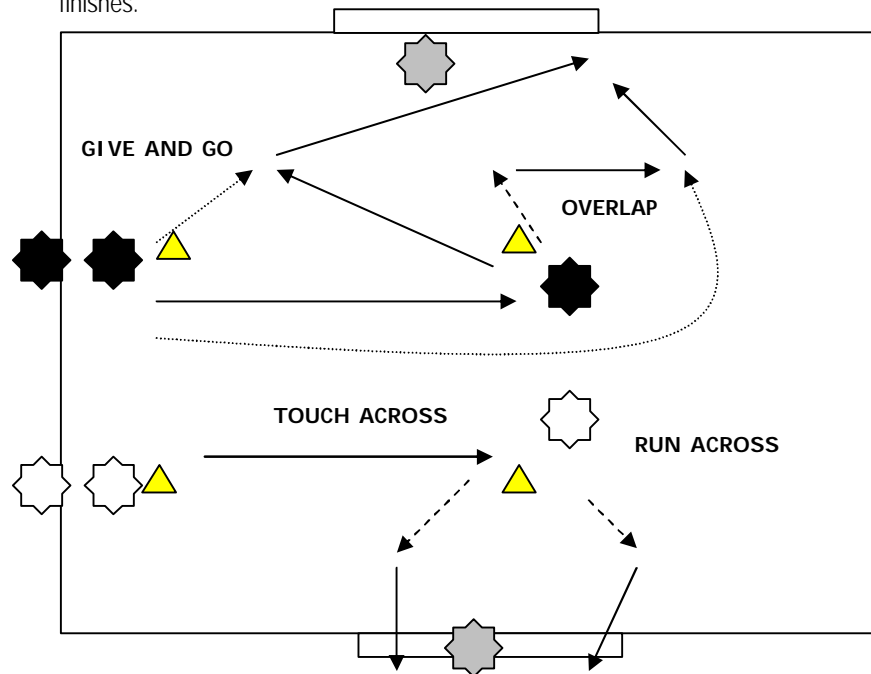 finishes.
GIVE AND GO
OVERLAP
TOUCH ACROSS
RUN ACROSS